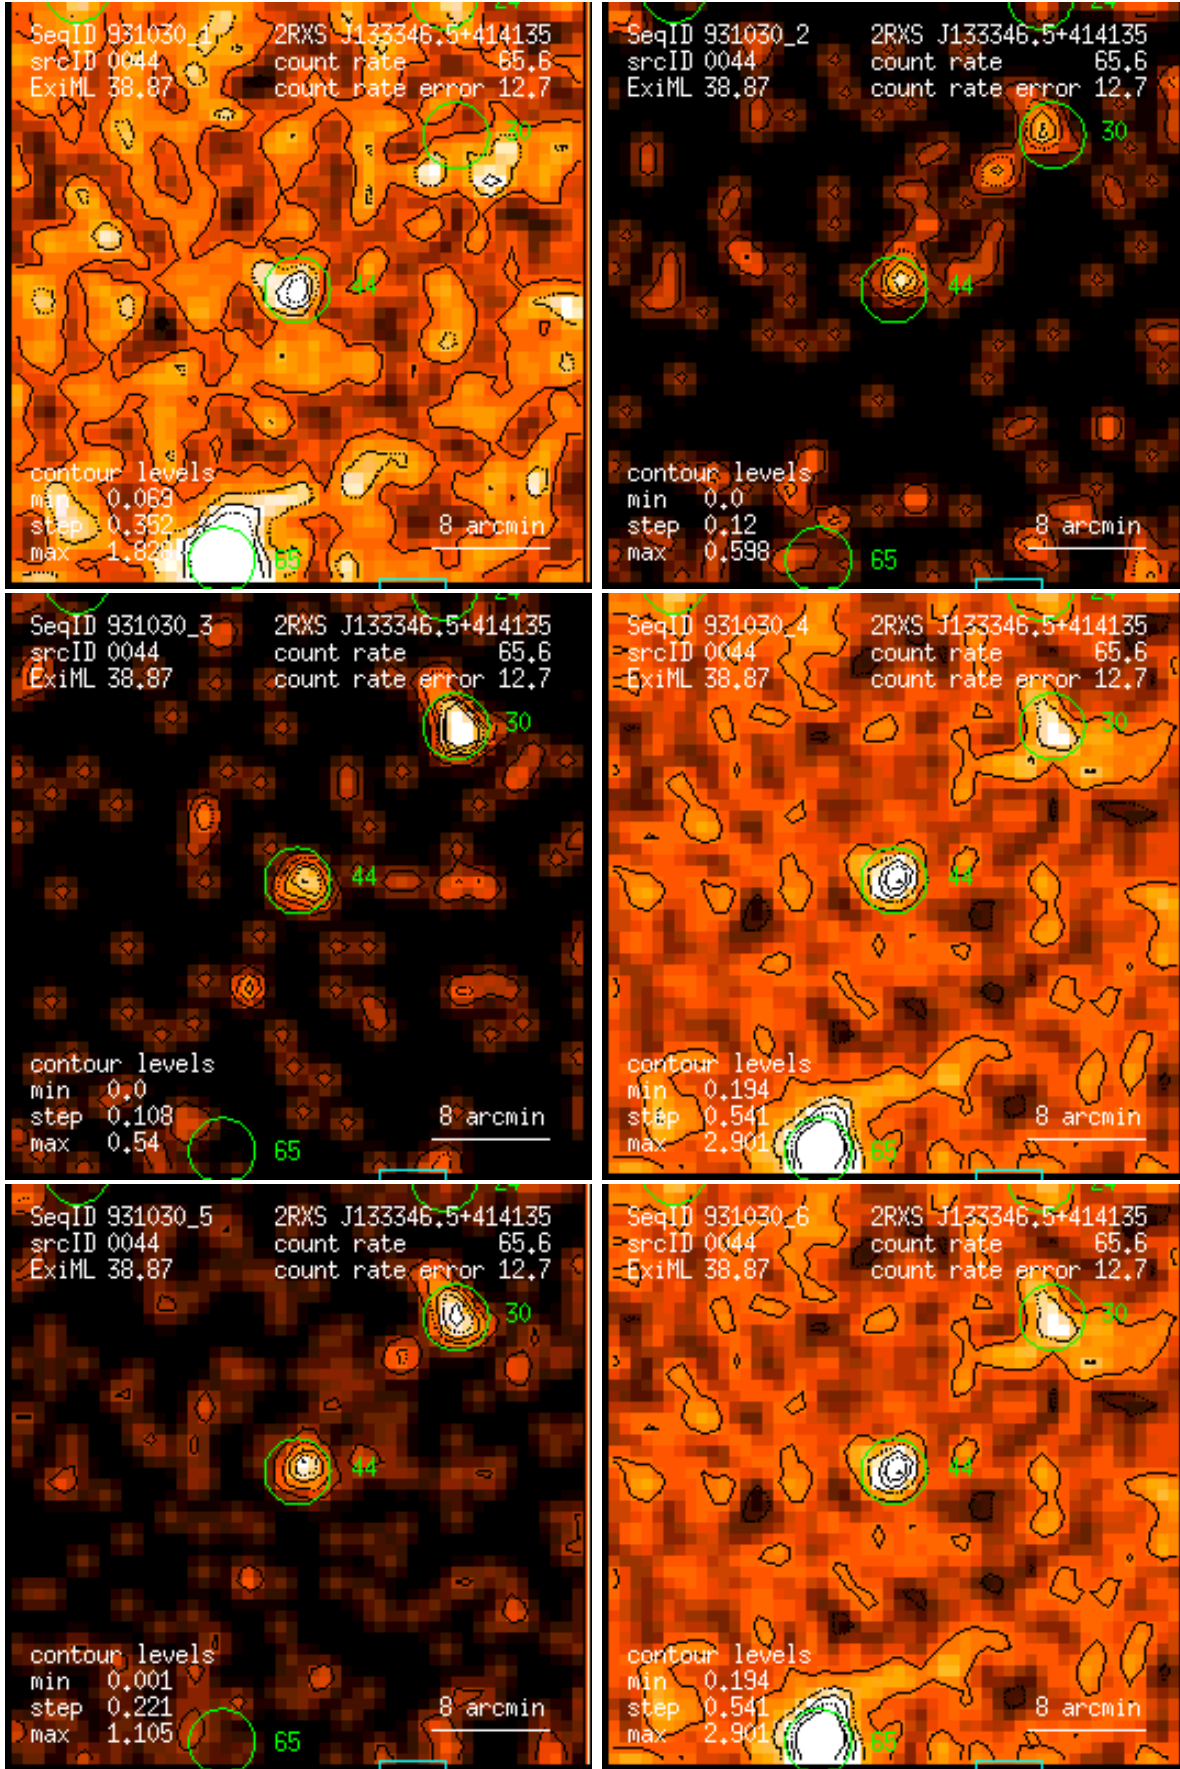 24
SeqID 931030_1 2RXS J133346.5+414135
srcID 0044 count rate 65.6
ExiML 38.87 count rate error 12.7
30
44
contour levels
min 0.069
step 0.352
max 1.828
8 arcmin
65
24
SeqID 931030_2 2RXS J133346.5+414135
srcID 0044 count rate 65.6
ExiML 38.87 count rate error 12.7
30
44
contour levels
min 0.0
step 0.12
max 0.598
8 arcmin
65
24
SeqID 931030_3 2RXS J133346.5+414135
srcID 0044 count rate 65.6
ExiML 38.87 count rate error 12.7
30
44
contour levels
min 0.0
step 0.108
max 0.54
8 arcmin
65
24
SeqID 931030_4 2RXS J133346.5+414135
srcID 0044 count rate 65.6
ExiML 38.87 count rate error 12.7
30
44
contour levels
min 0.194
step 0.541
max 2.901
8 arcmin
65
24
SeqID 931030_5 2RXS J133346.5+414135
srcID 0044 count rate 65.6
ExiML 38.87 count rate error 12.7
30
44
contour levels
min 0.001
step 0.221
max 1.105
8 arcmin
65
24
SeqID 931030_6 2RXS J133346.5+414135
srcID 0044 count rate 65.6
ExiML 38.87 count rate error 12.7
30
44
contour levels
min 0.194
step 0.541
max 2.901
8 arcmin
65